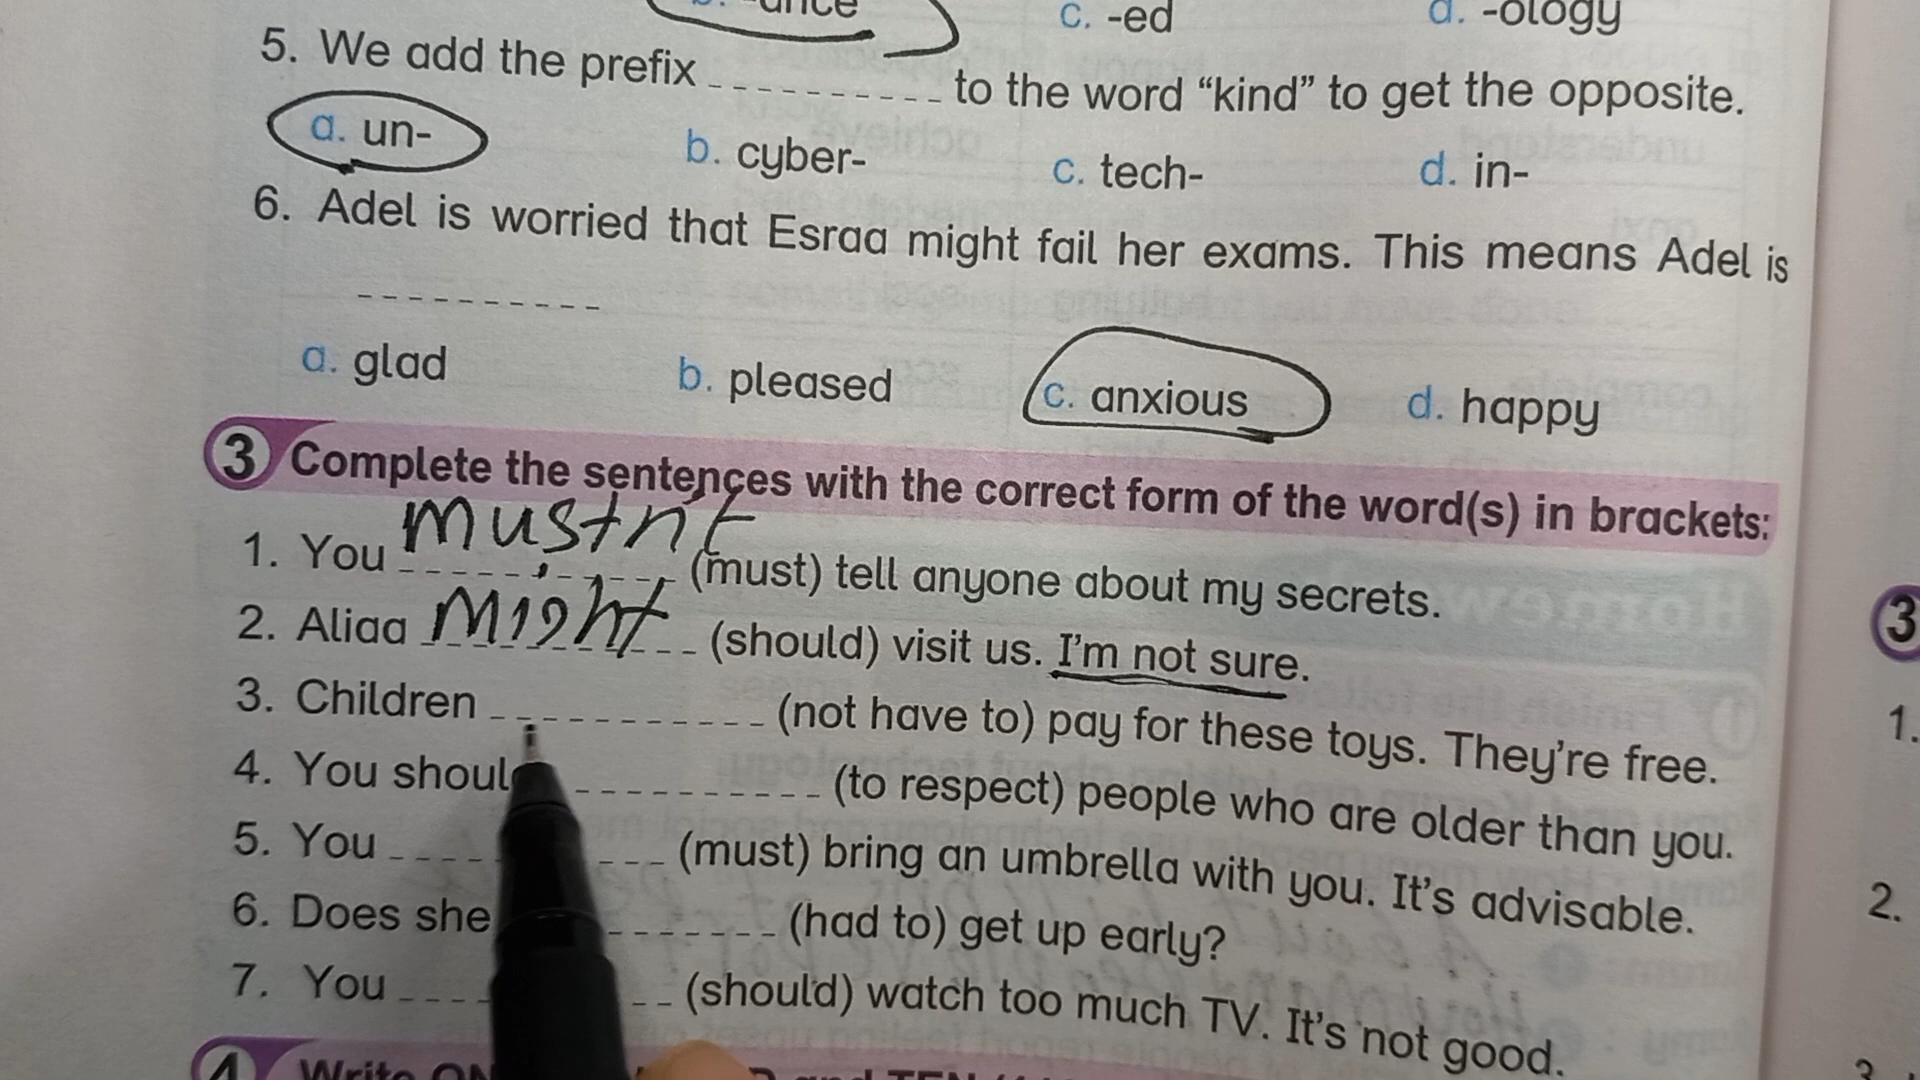 b. -ance c. -ed d. -ology
5. We add the prefix __________ to the word “kind” to get the opposite.
a. un- b. cyber- c. tech- d. in-
6. Adel is worried that Esraa might fail her exams. This means Adel is
__________
a. glad b. pleased c. anxious d. happy
3 Complete the sentences with the correct form of the word(s) in brackets:
1. You mustn't (must) tell anyone about my secrets.
2. Aliaa Might (should) visit us. I'm not sure.
3. Children __________ (not have to) pay for these toys. They're free.
4. You shoul __________ (to respect) people who are older than you.
5. You __________ (must) bring an umbrella with you. It's advisable.
6. Does she __________ (had to) get up early?
7. You __________ (should) watch too much TV. It's not good.
4 Write and TEN
3
1.
2.